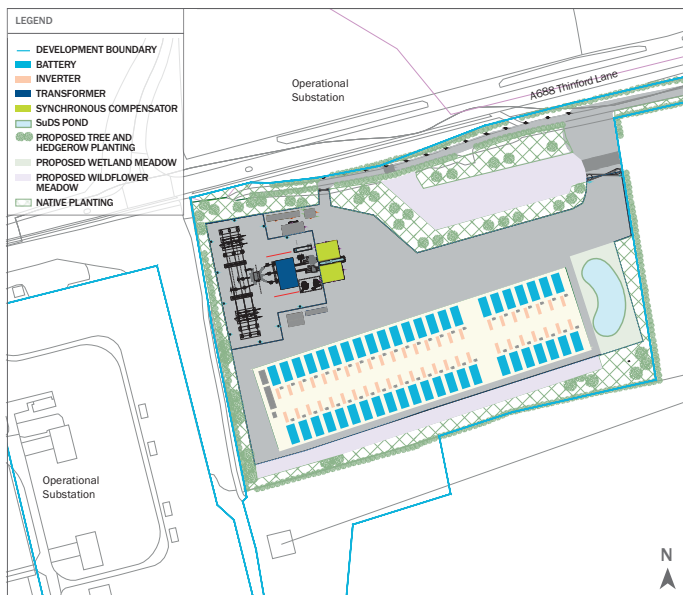 LEGEND
DEVELOPMENT BOUNDARY
BATTERY
INVERTER
TRANSFORMER
SYNCHRONOUS COMPENSATOR
SuDS POND
PROPOSED TREE AND
HEDGEROW PLANTING
PROPOSED WETLAND MEADOW
PROPOSED WILDFLOWER
MEADOW
NATIVE PLANTING
Operational
Substation
A688 Thinford Lane
Operational
Substation
N